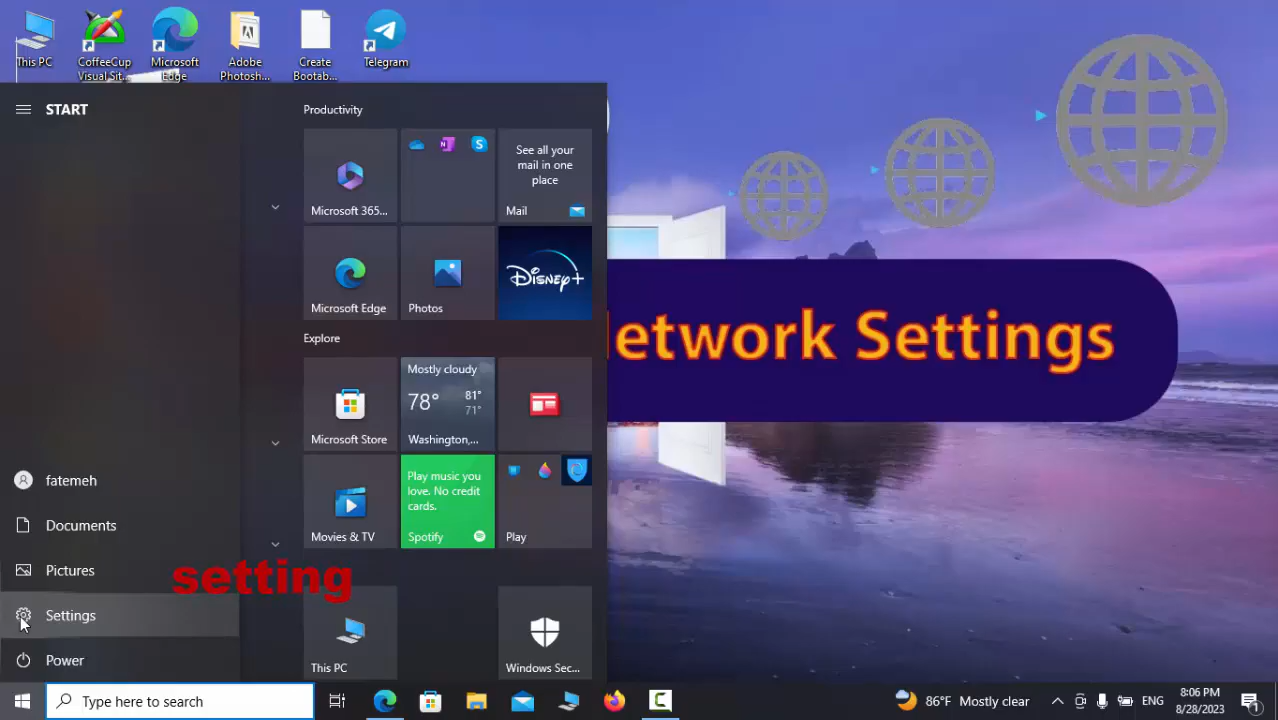 This PC
CoffeeCup
Visual Sit...
Microsoft
Edge
Adobe
Photosh...
Create
Bootab...
Telegram
START
Productivity
Microsoft 365...
See all your
mail in one
place
Mail
Microsoft Edge
Photos
Disney+
Explore
Microsoft Store
Mostly cloudy
78° 81°
71°
Washington,...
Movies & TV
Play music you
love. No credit
cards.
Spotify
Play
fatemeh
Documents
Pictures
setting
Settings
Power
This PC
Windows Sec...
etwork Settings
Type here to search
86°F Mostly clear
ENG
8:06 PM
8/28/2023
1